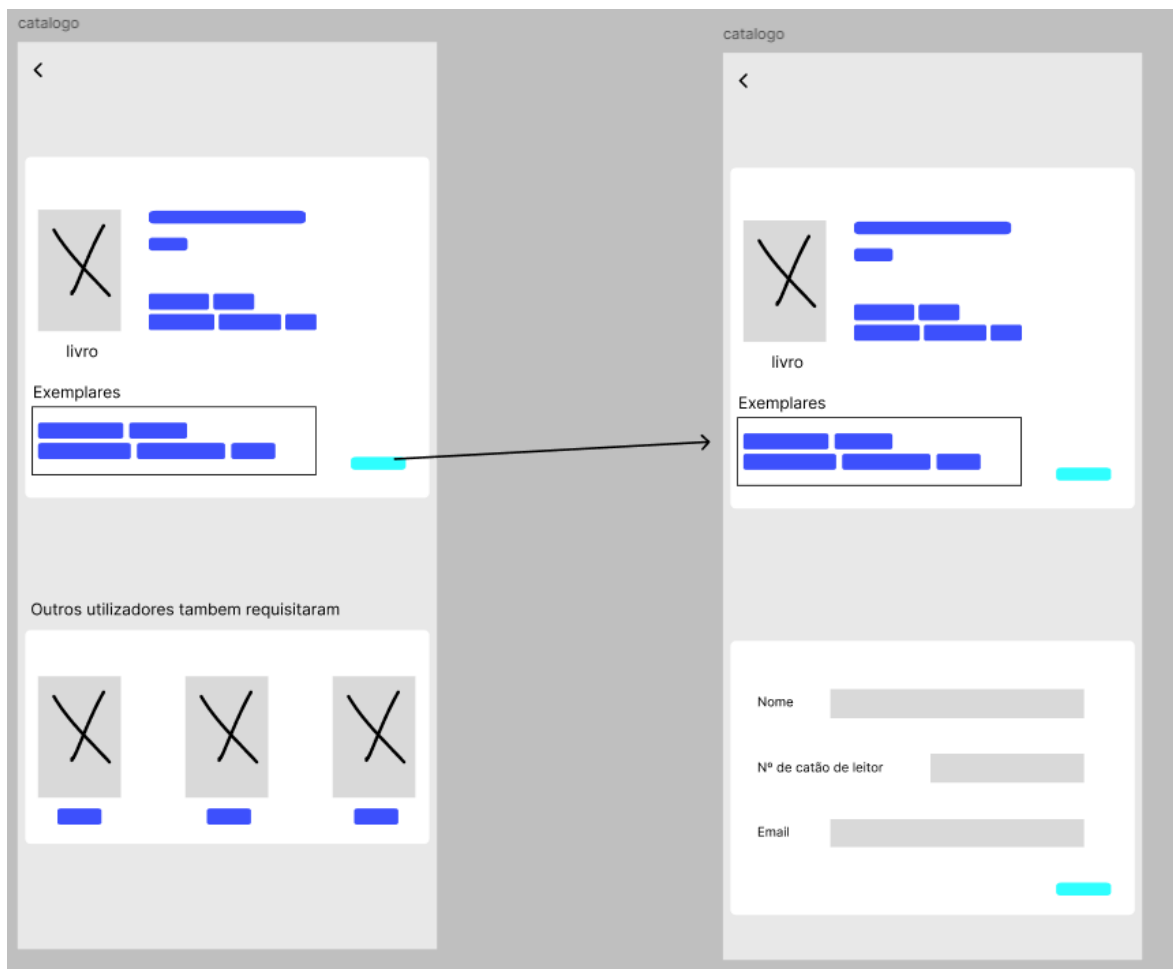 catalogo
livro
Exemplares
Outros utilizadores tambem requisitaram
catalogo
livro
Exemplares
Nome
Nº de catão de leitor
Email